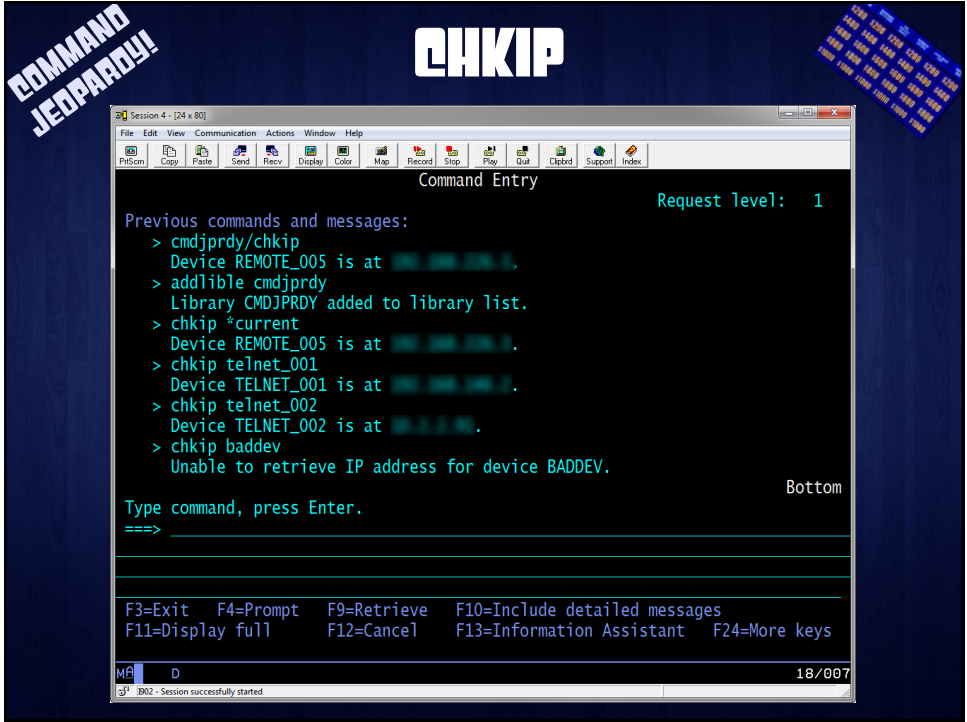 COMMAND
JEOPARDY!
CHKIP
Session 4 - [24 x 80]
File Edit View Communication Actions Window Help
PrtScrn Copy Paste Send Recv Display Color Map Record Stop Play Quit Clipbrd Support Index
Command Entry
Request level: 1
Previous commands and messages:
> cmdjprdy/chkip
Device REMOTE_005 is at .
> addlible cmdjprdy
Library CMDJPRDY added to library list.
> chkip *current
Device REMOTE_005 is at .
> chkip telnet_001
Device TELNET_001 is at .
> chkip telnet_002
Device TELNET_002 is at .
> chkip baddev
Unable to retrieve IP address for device BADDEV.
Bottom
Type command, press Enter.
===>
F3=Exit F4=Prompt F9=Retrieve F10=Include detailed messages
F11=Display full F12=Cancel F13=Information Assistant F24=More keys
MA D 18/007
I902 - Session successfully started